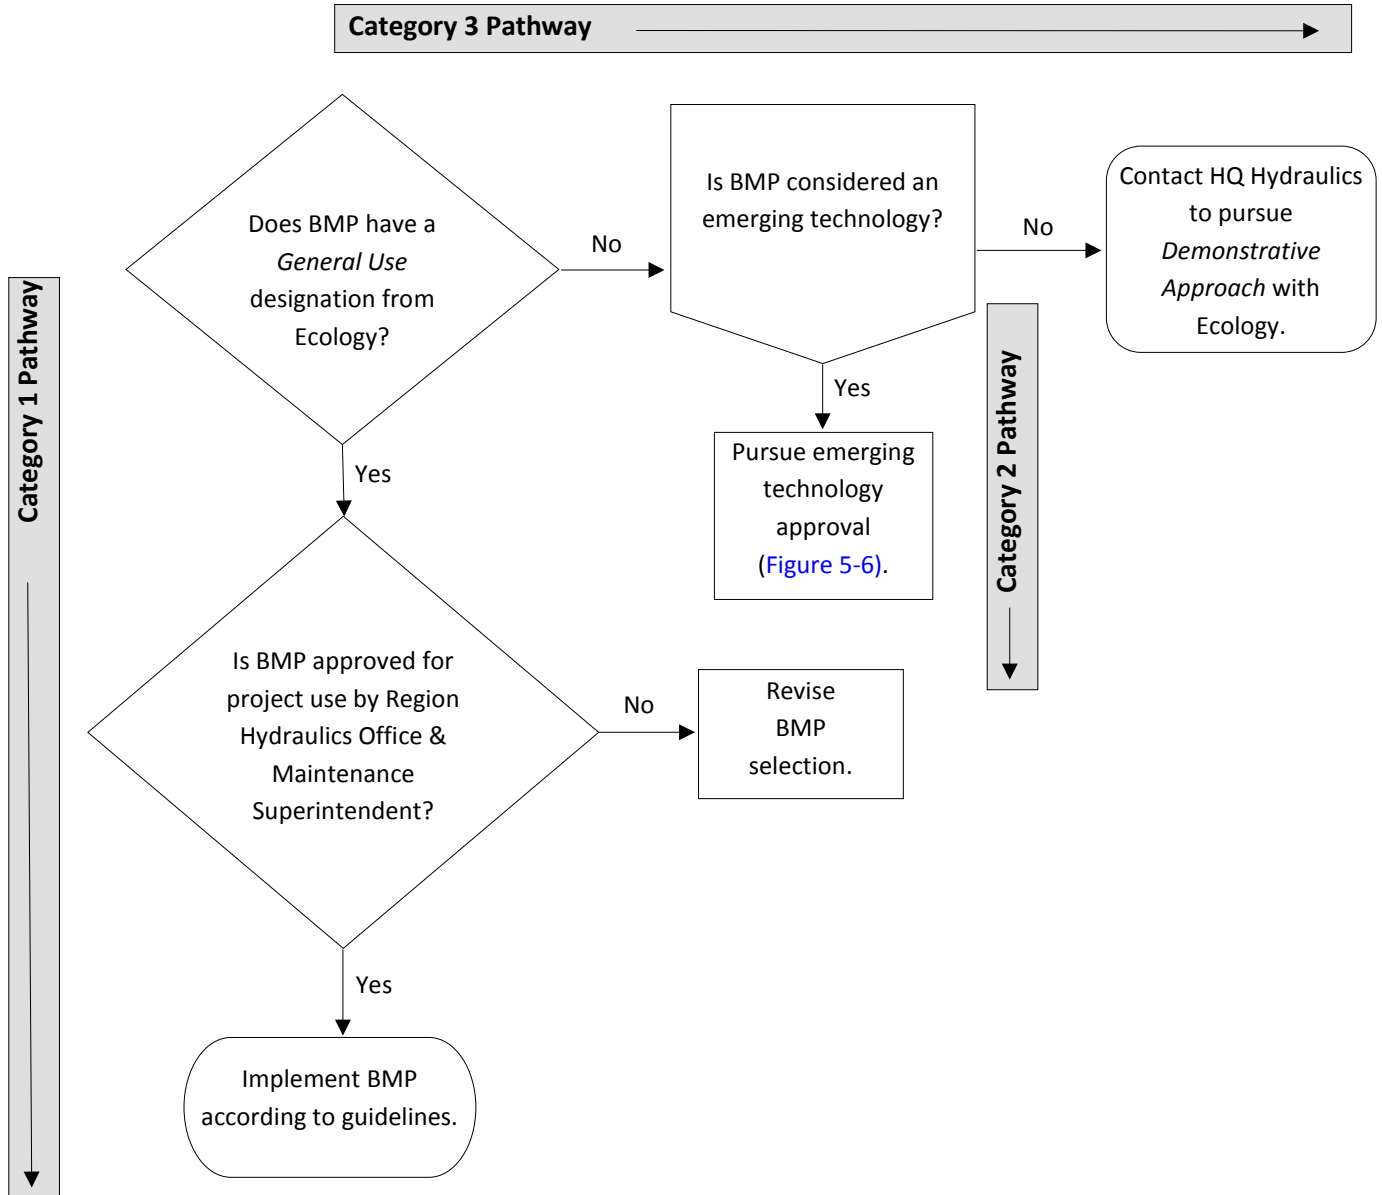 Category 3 Pathway
Does BMP have a
General Use
designation from
Ecology?
No
Is BMP considered an
emerging technology?
No
Contact HQ Hydraulics
to pursue
Demonstrative
Approach with
Ecology.
Category 1 Pathway
Yes
Yes
Pursue emerging
technology
approval
(Figure 5-6).
Category 2 Pathway
Is BMP approved for
project use by Region
Hydraulics Office &
Maintenance
Superintendent?
No
Revise
BMP
selection.
Yes
Implement BMP
according to guidelines.